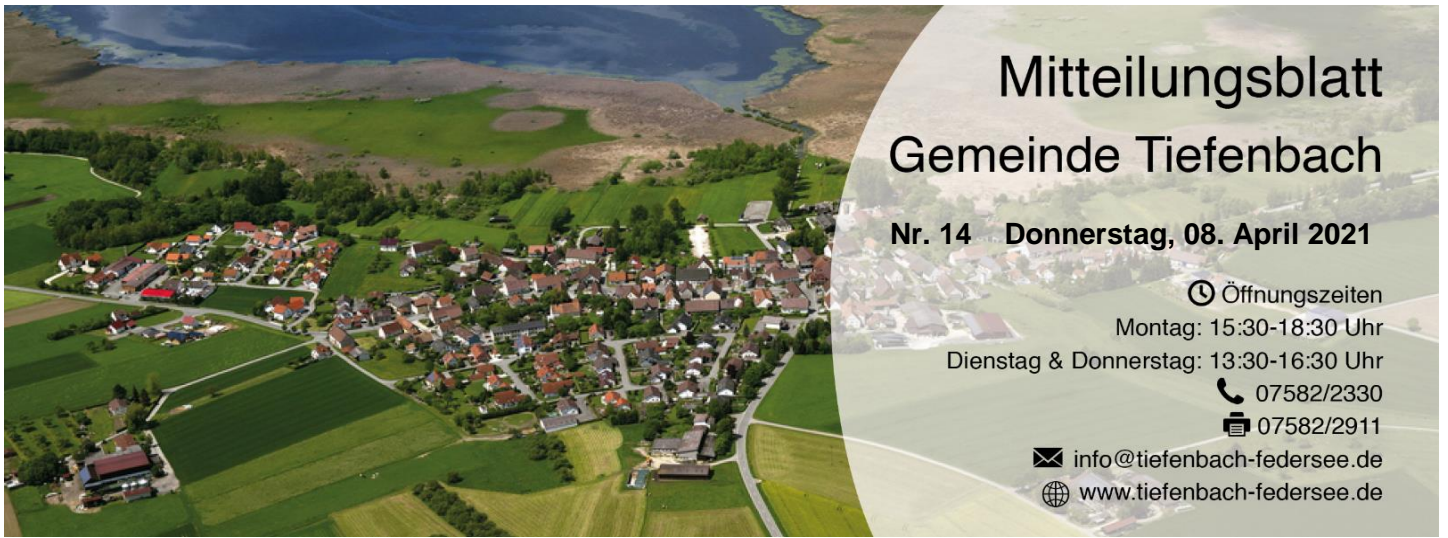 Mitteilungsblatt
Gemeinde Tiefenbach
Nr. 14 Donnerstag, 08. April 2021
Öffnungszeiten
Montag: 15:30-18:30 Uhr
Dienstag & Donnerstag: 13:30-16:30 Uhr
07582/2330
07582/2911
info@tiefenbach-federsee.de
www.tiefenbach-federsee.de